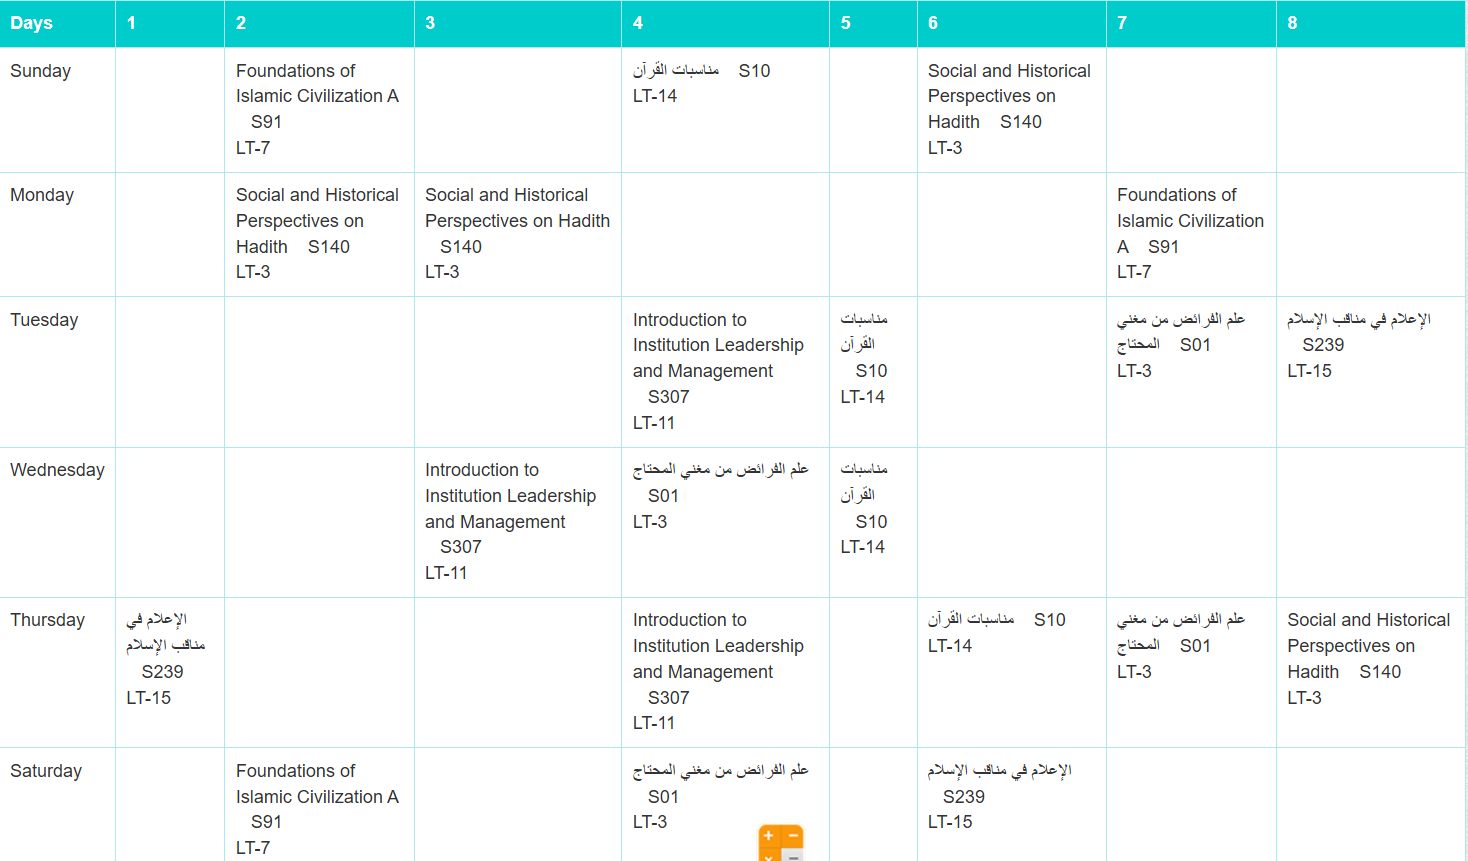 Days 1 2 3 4 5 6 7 8
Sunday
Foundations of
Islamic Civilization A
S91
LT-7
مناسبات القرآن S10
LT-14
Social and Historical
Perspectives on
Hadith S140
LT-3
Monday
Social and Historical
Perspectives on
Hadith S140
LT-3
Social and Historical
Perspectives on Hadith
S140
LT-3
Foundations of
Islamic Civilization
A S91
LT-7
Tuesday
Introduction to
Institution Leadership
and Management
S307
LT-11
مناسبات
القرآن
S10
LT-14
علم الفرائض من مغني
المحتاج S01
LT-3
الإعلام في مناقب الإسلام
S239
LT-15
Wednesday
Introduction to
Institution Leadership
and Management
S307
LT-11
علم الفرائض من مغني المحتاج
S01
LT-3
مناسبات
القرآن
S10
LT-14
Thursday
الإعلام في
مناقب الإسلام
S239
LT-15
Introduction to
Institution Leadership
and Management
S307
LT-11
مناسبات القرآن S10
LT-14
علم الفرائض من مغني
المحتاج S01
LT-3
Social and Historical
Perspectives on
Hadith S140
LT-3
Saturday
Foundations of
Islamic Civilization A
S91
LT-7
علم الفرائض من مغني المحتاج
S01
LT-3
الإعلام في مناقب الإسلام
S239
LT-15